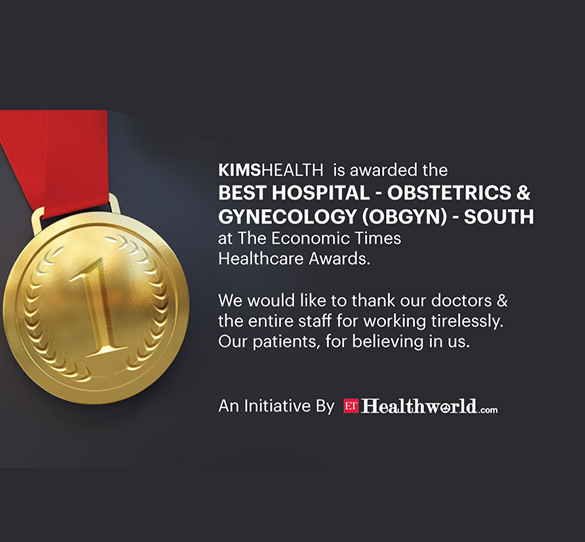 1
KIMSHEALTH is awarded the
BEST HOSPITAL - OBSTETRICS &
GYNECOLOGY (OBGYN) - SOUTH
at The Economic Times
Healthcare Awards.
We would like to thank our doctors &
the entire staff for working tirelessly.
Our patients, for believing in us.
An Initiative By ET Healthworld.com